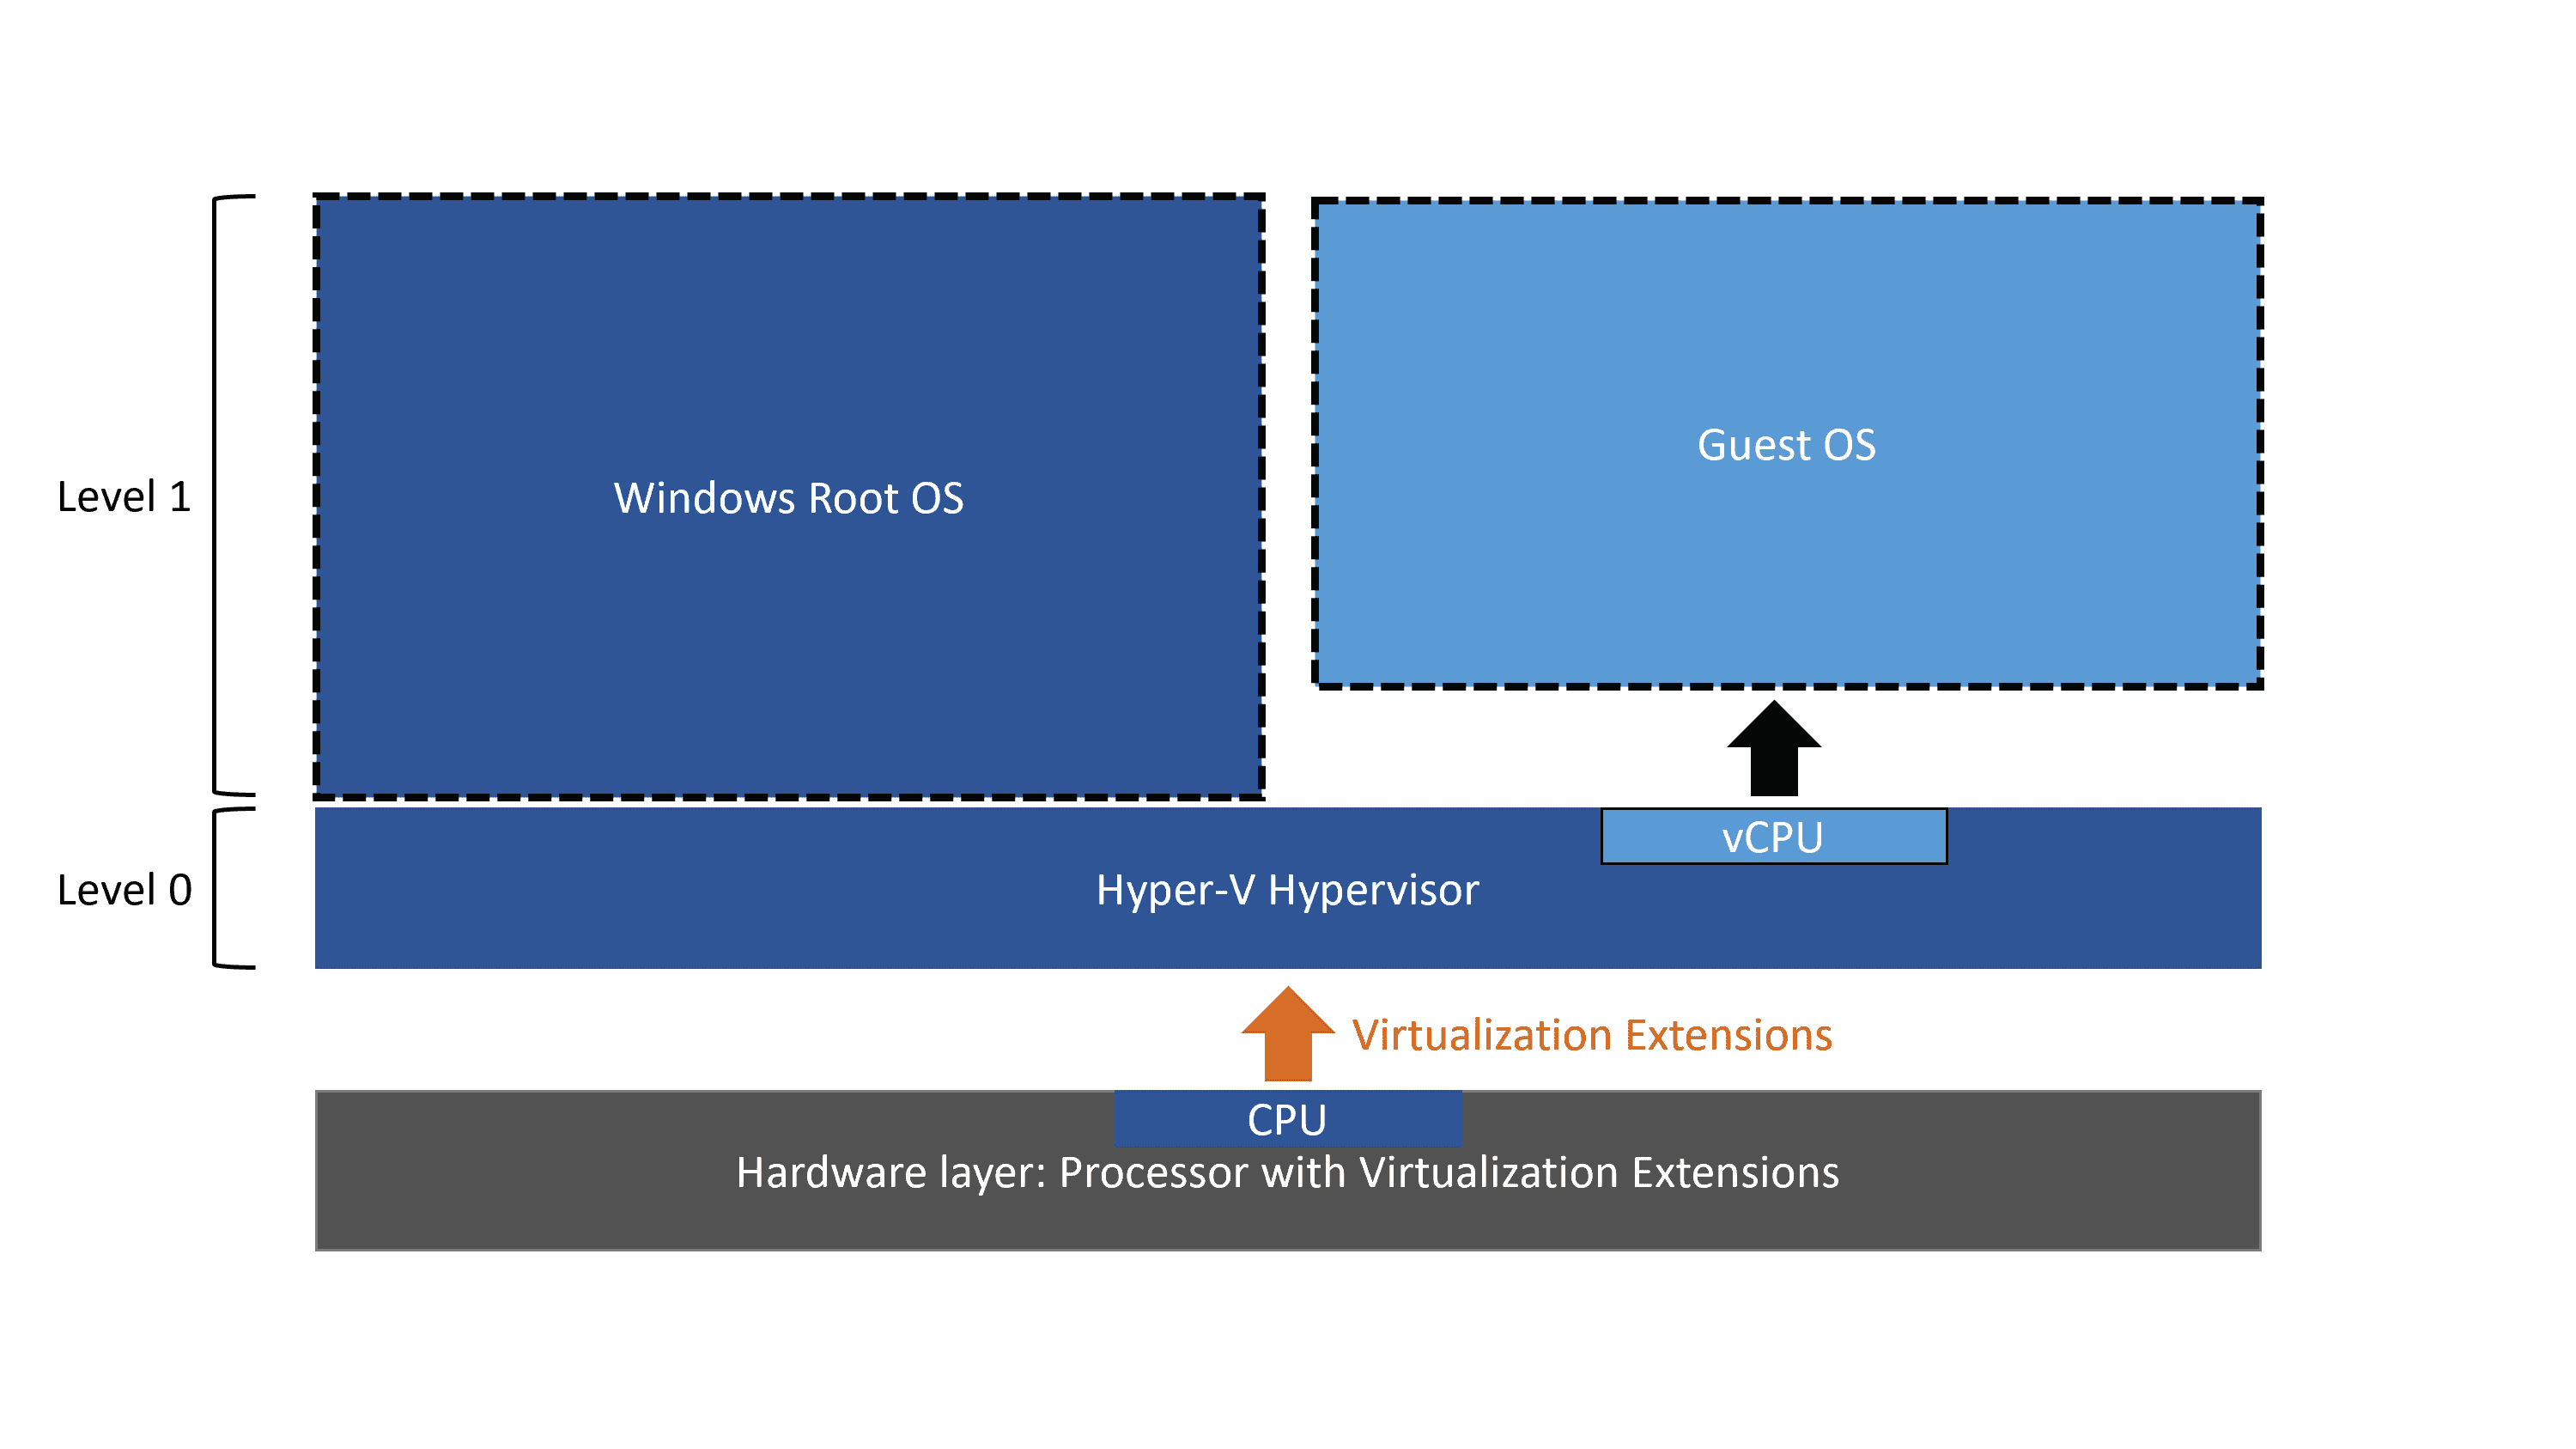 Level 1
Windows Root OS
Guest OS
vCPU
Level 0
Hyper-V Hypervisor
Virtualization Extensions
CPU
Hardware layer: Processor with Virtualization Extensions